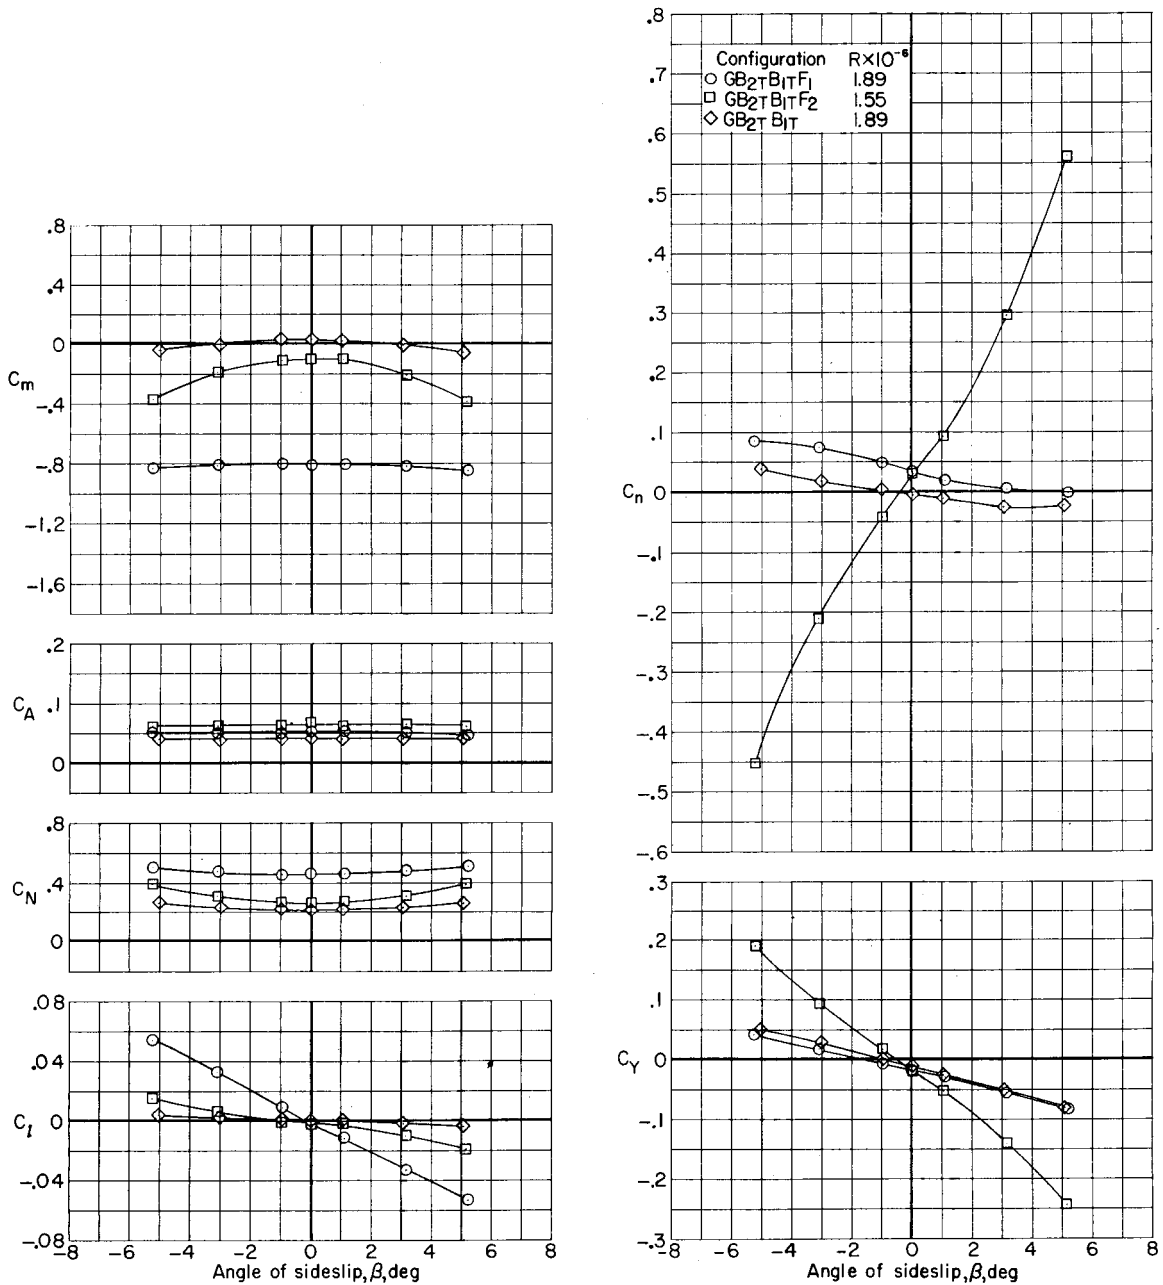 .8
.4
0
-.4
-.8
-1.2
-1.6
Cm
.2
.1
0
CA
.8
.4
0
CN
.08
.04
0
-.04
-.08
Cl
-8 -6 -4 -2 0 2 4 6 8
Angle of sideslip, β, deg
Configuration R×10⁻⁶
GB2TB1TF1 1.89
GB2TB1TF2 1.55
GB2TB1T 1.89
.8
.7
.6
.5
.4
.3
.2
.1
0
-.1
-.2
-.3
-.4
-.5
-.6
Cn
.3
.2
.1
0
-.1
-.2
-.3
CY
-8 -6 -4 -2 0 2 4 6 8
Angle of sideslip, β, deg